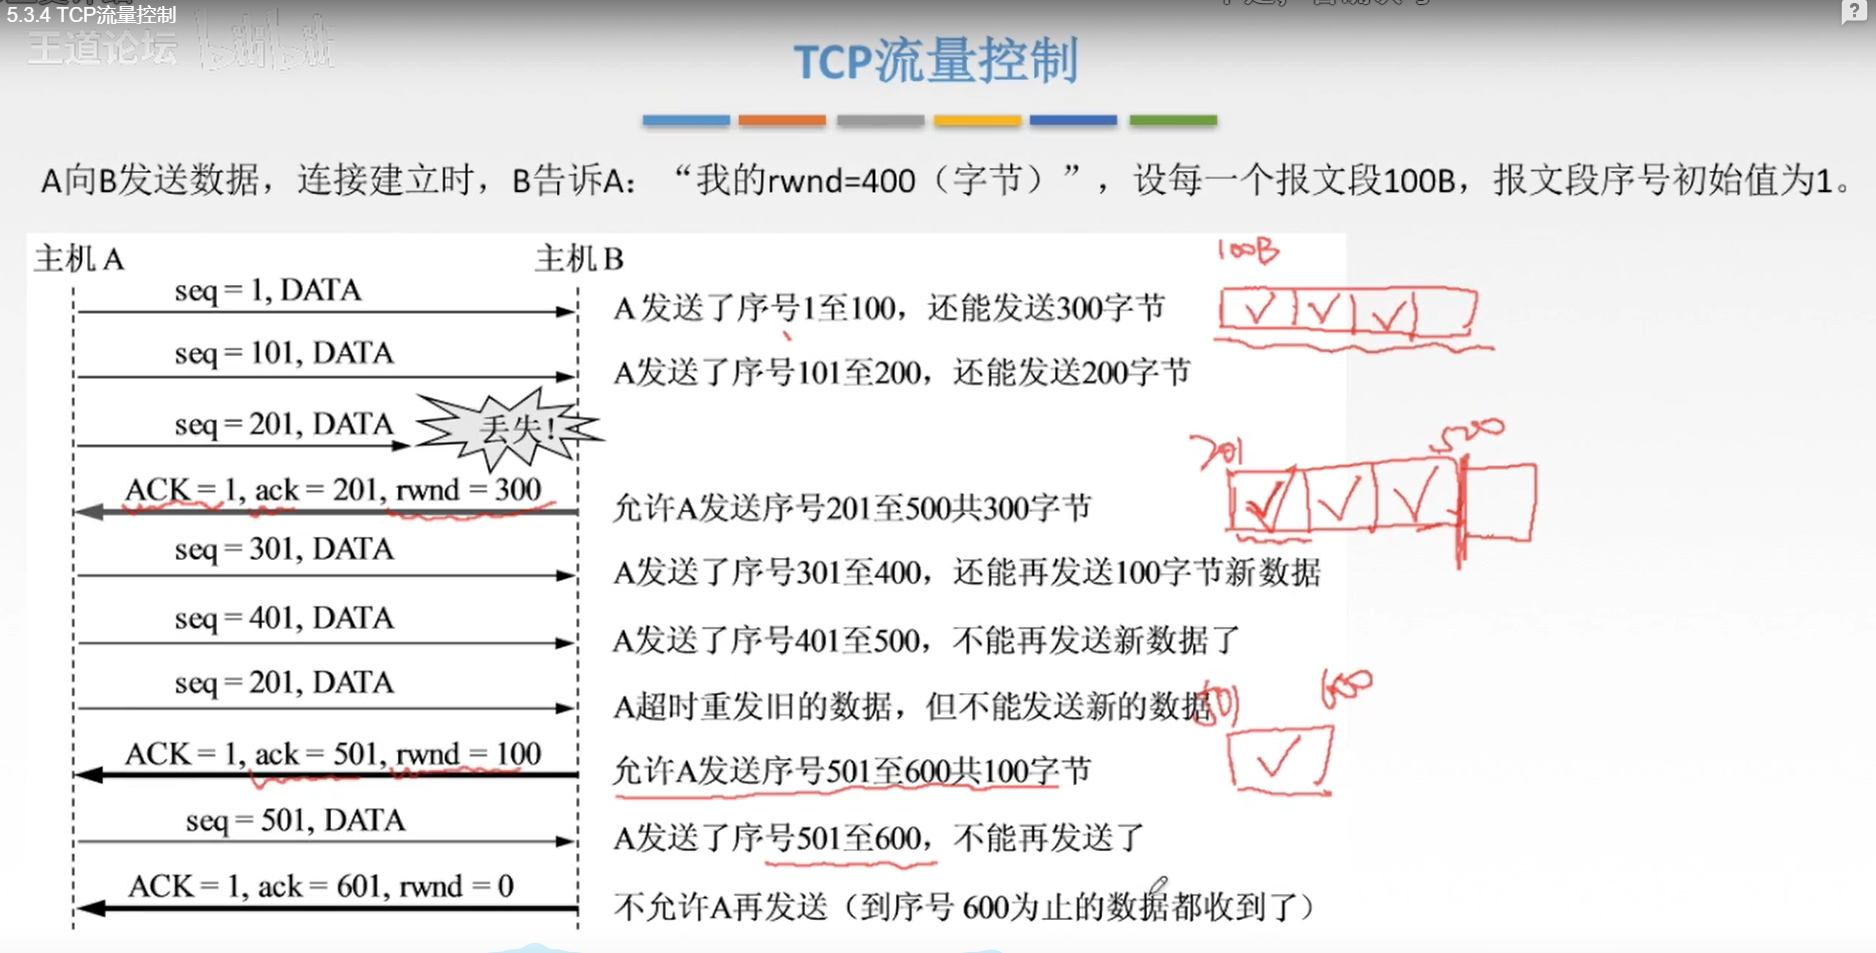 5.3.4 TCP流量控制
王道论坛 bilibili
TCP流量控制
A向B发送数据，连接建立时，B告诉A：“我的rwnd=400（字节）”，设每一个报文段100B，报文段序号初始值为1。
主机 A
主机 B
100B
seq = 1, DATA
A 发送了序号1至100，还能发送300字节
seq = 101, DATA
A发送了序号101至200，还能发送200字节
seq = 201, DATA
丢失!
201
500
ACK = 1, ack = 201, rwnd = 300
允许A发送序号201至500共300字节
seq = 301, DATA
A发送了序号301至400，还能再发送100字节新数据
seq = 401, DATA
A发送了序号401至500，不能再发送新数据了
seq = 201, DATA
A超时重发旧的数据，但不能发送新的数据
501
600
ACK = 1, ack = 501, rwnd = 100
允许A发送序号501至600共100字节
seq = 501, DATA
A发送了序号501至600，不能再发送了
ACK = 1, ack = 601, rwnd = 0
不允许A再发送（到序号 600为止的数据都收到了）
?